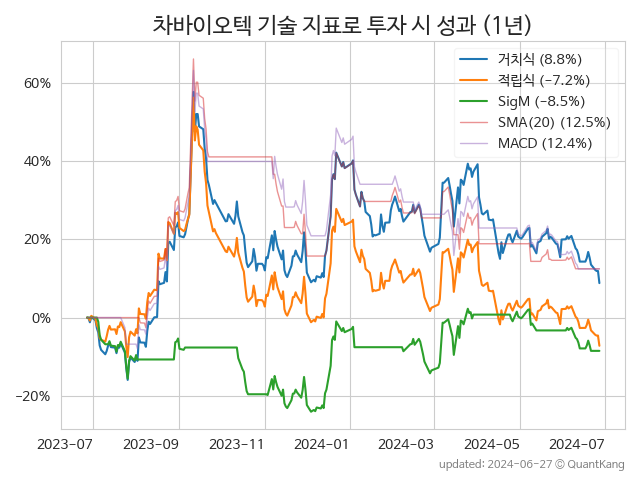 차바이오텍 기술 지표로 투자 시 성과 (1년)
거치식 (8.8%)
적립식 (−7.2%)
SigM (−8.5%)
SMA(20) (12.5%)
MACD (12.4%)
60%
40%
20%
0%
−20%
2023-07 2023-09 2023-11 2024-01 2024-03 2024-05 2024-07
updated: 2024-06-27 © QuantKang